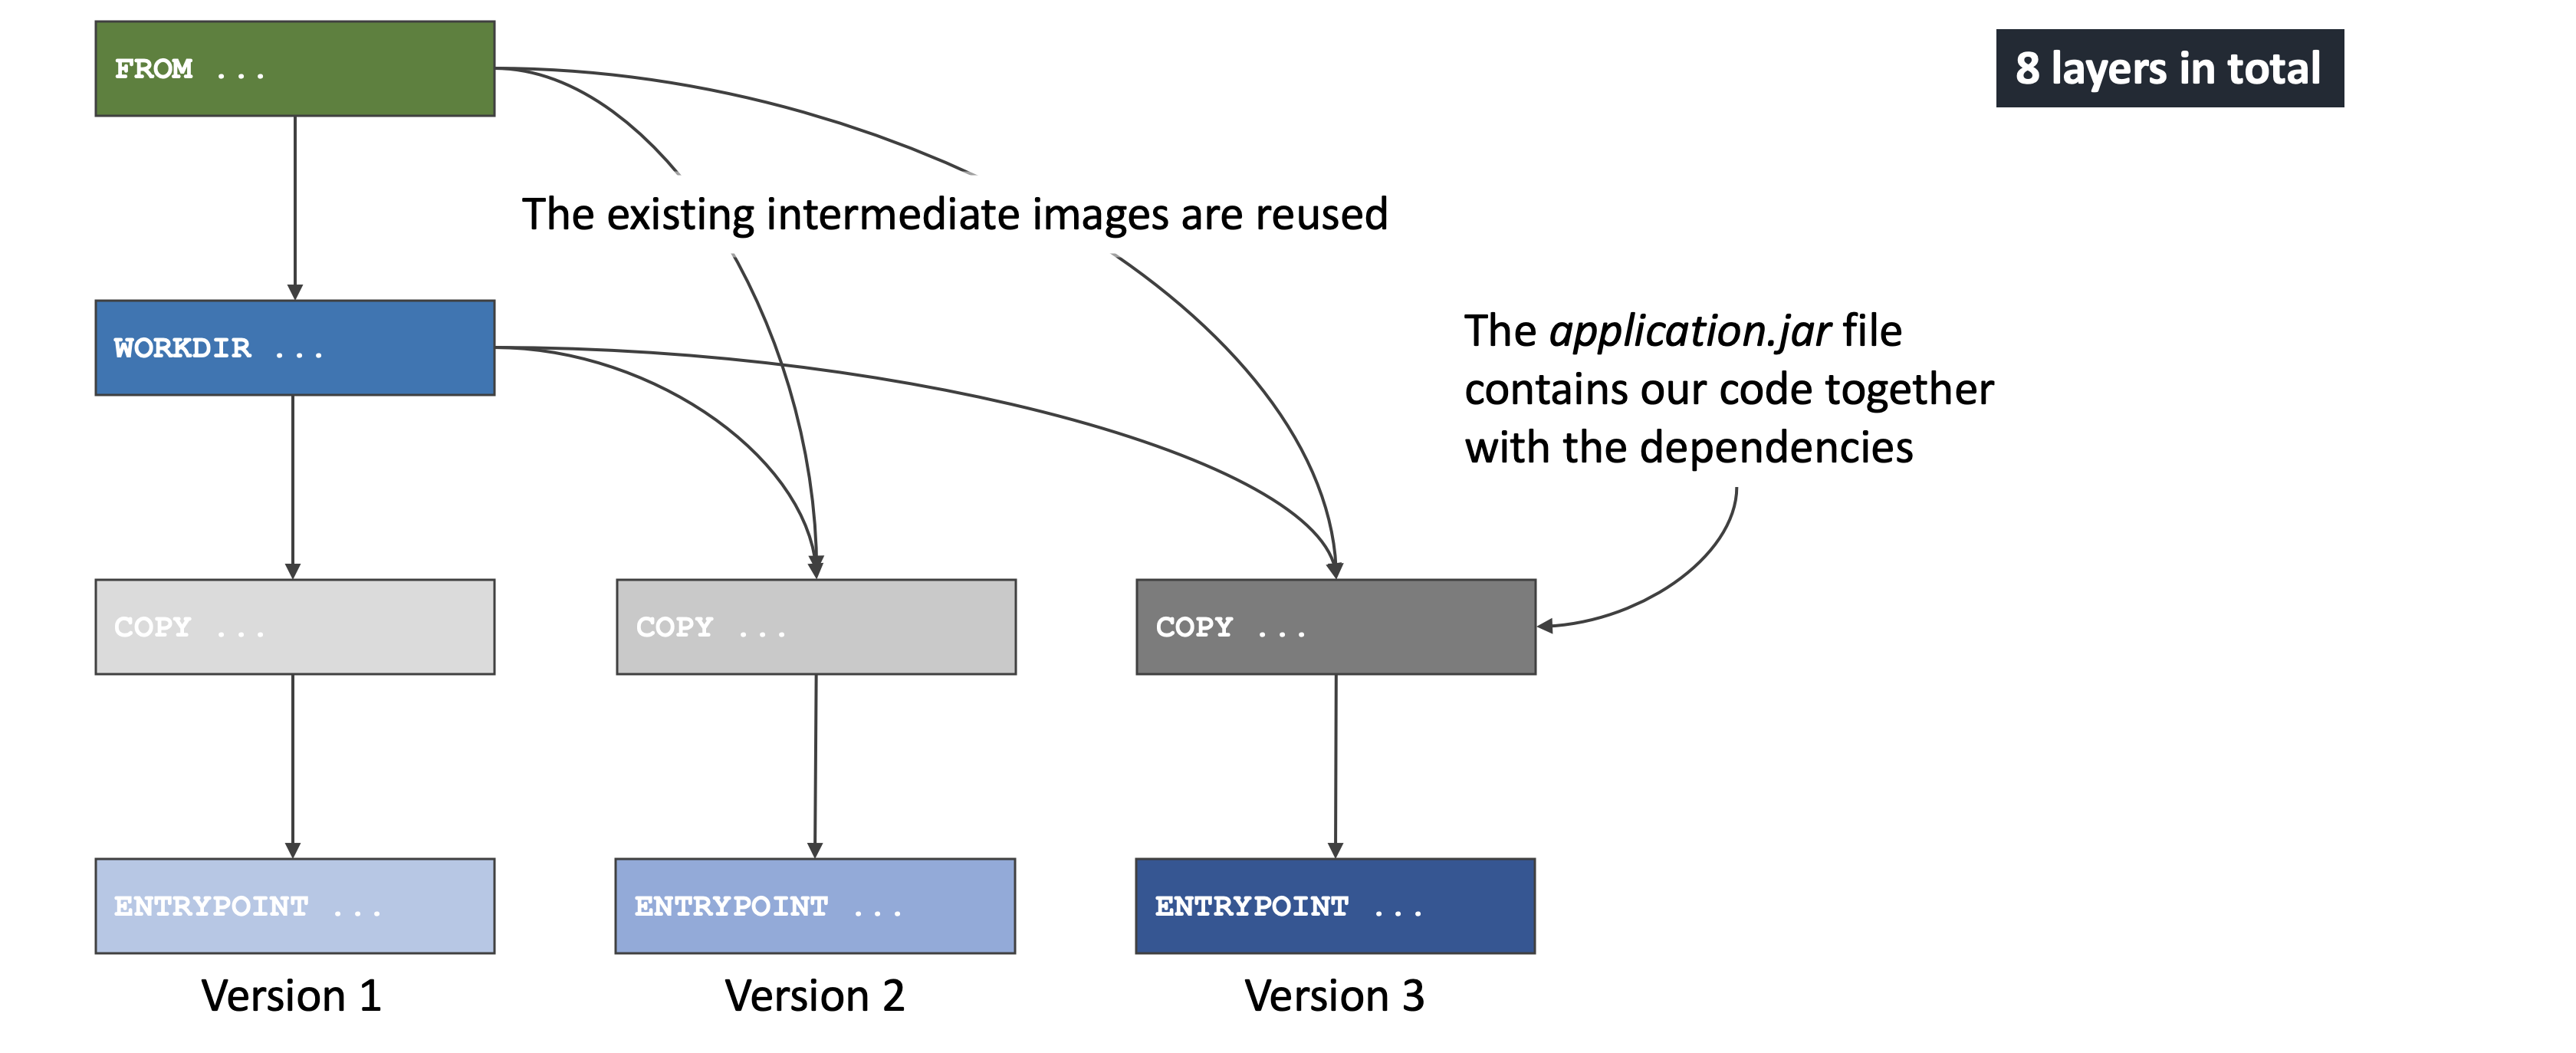 FROM ...
8 layers in total
The existing intermediate images are reused
WORKDIR ...
The application.jar file
contains our code together
with the dependencies
COPY ...
COPY ...
COPY ...
ENTRYPOINT ...
ENTRYPOINT ...
ENTRYPOINT ...
Version 1
Version 2
Version 3